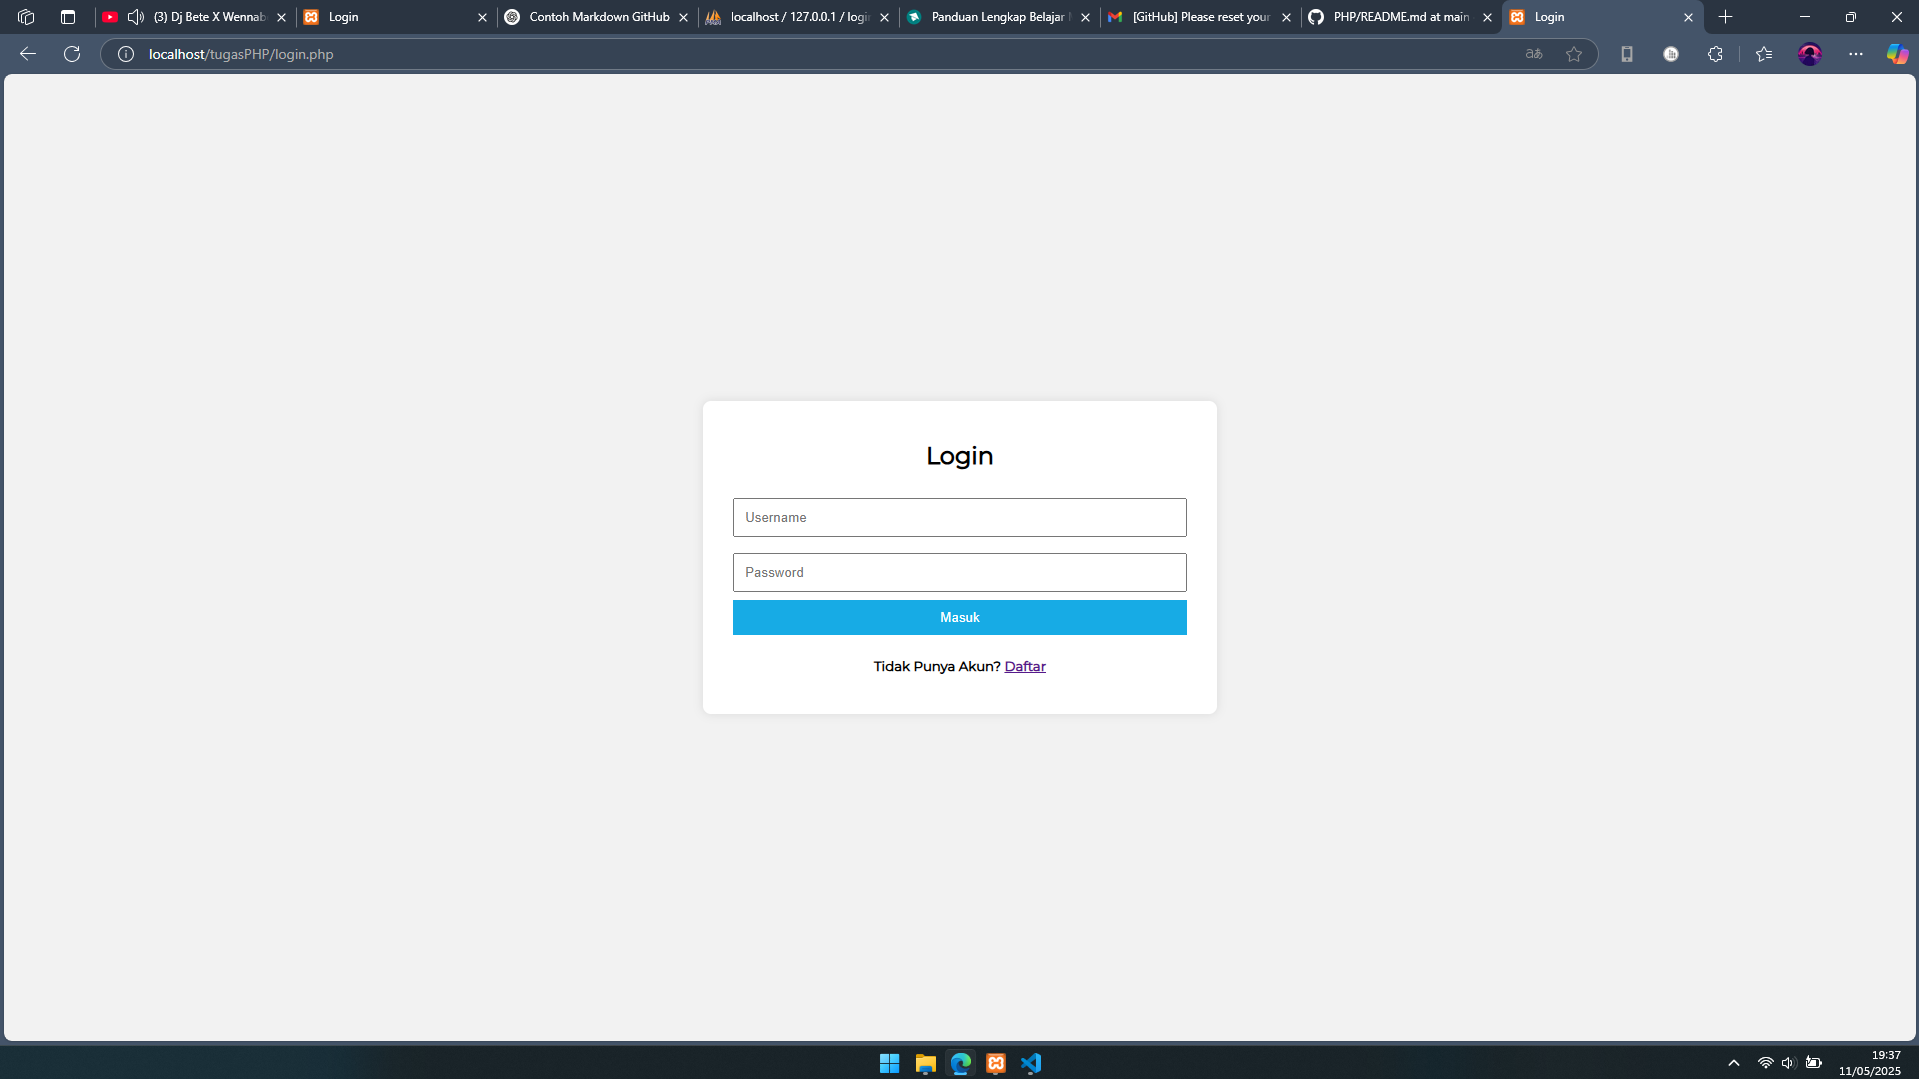 (3) Dj Bete X Wennab
Login
Contoh Markdown GitHub
localhost / 127.0.0.1 / login
Panduan Lengkap Belajar
[GitHub] Please reset your
PHP/README.md at main
Login
localhost/tugasPHP/login.php
Login
Username
Password
Masuk
Tidak Punya Akun? Daftar
19:37
11/05/2025